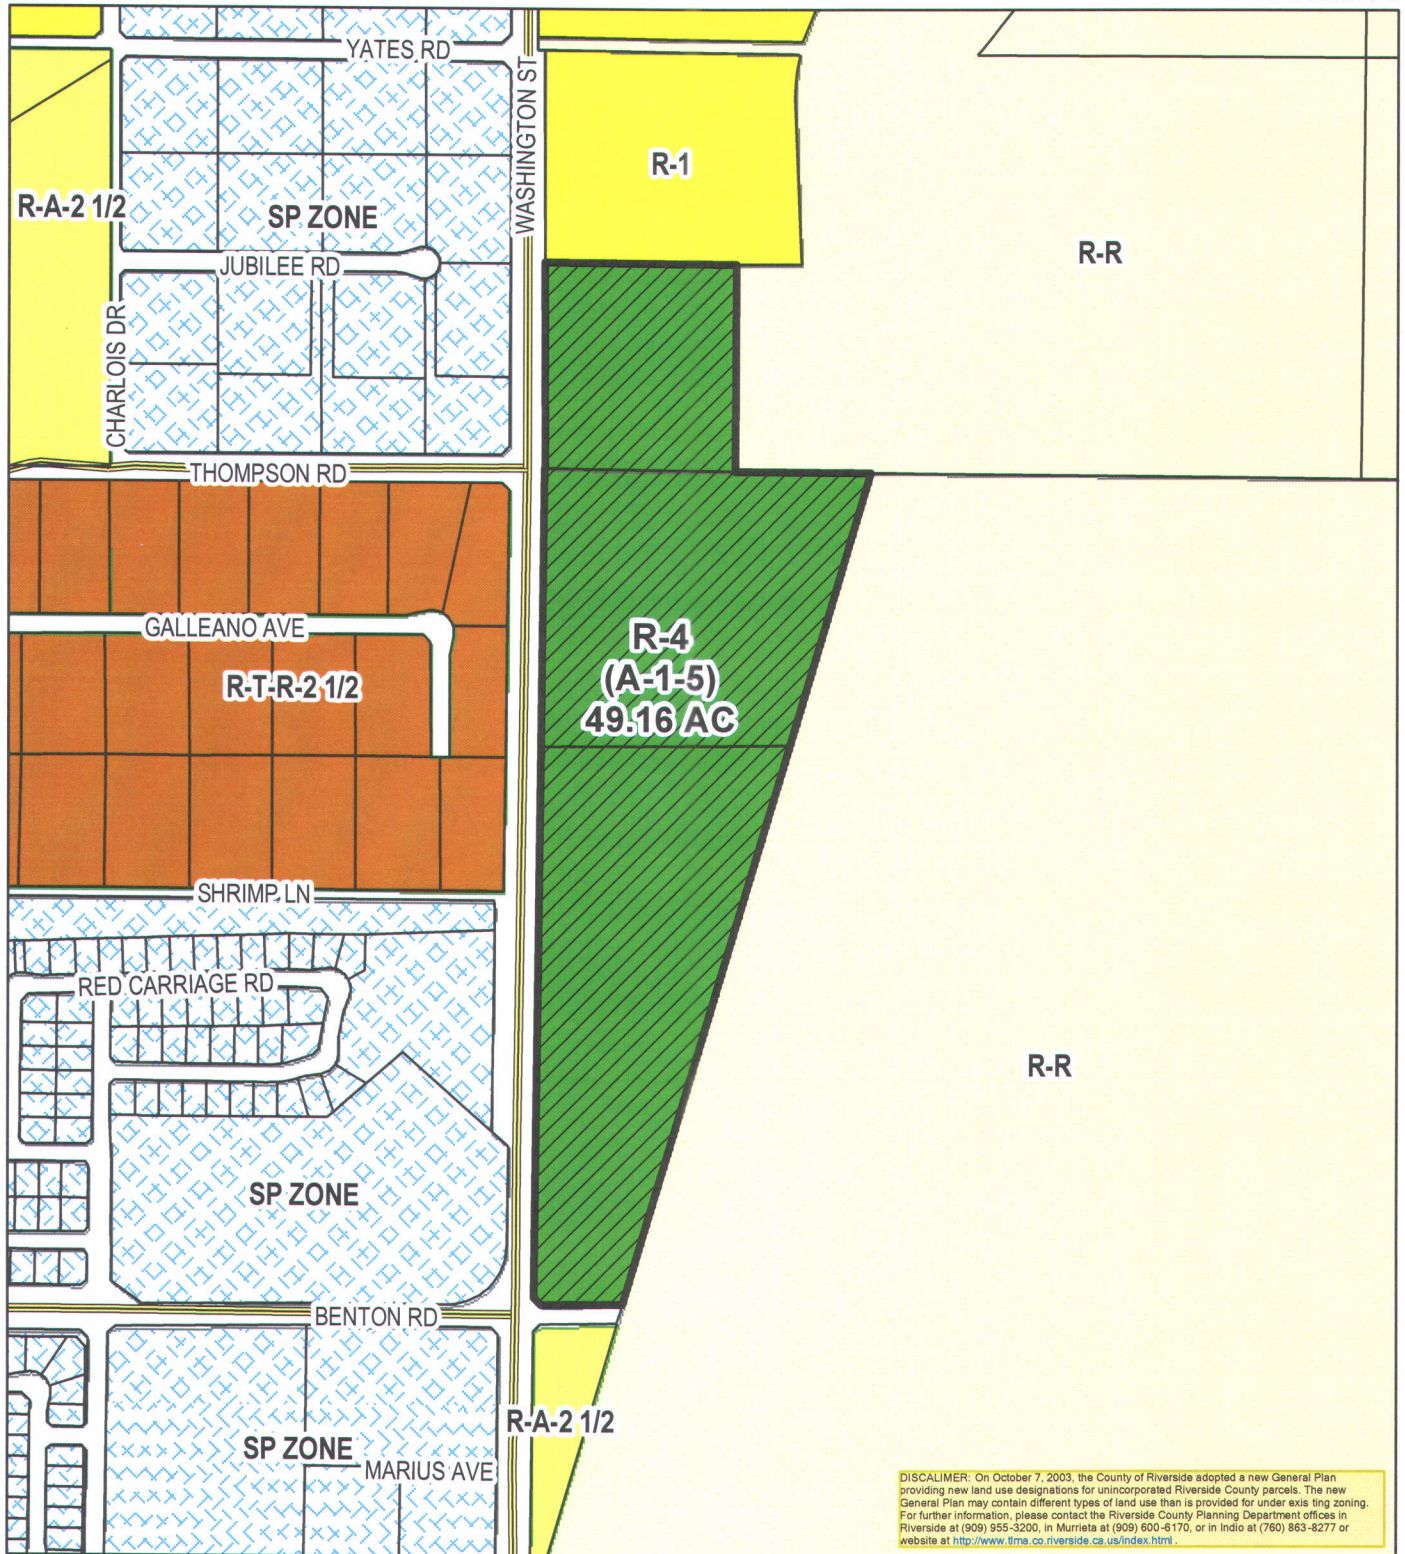 YATES RD
WASHINGTON ST
R-1
R-A-2 1/2
SP ZONE
R-R
JUBILEE RD
CHARLOIS DR
THOMPSON RD
GALLEANO AVE
R-T-R-2 1/2
R-4
(A-1-5)
49.16 AC
SHRIMP LN
RED CARRIAGE RD
R-R
SP ZONE
BENTON RD
R-A-2 1/2
SP ZONE
MARIUS AVE
DISCALIMER: On October 7, 2003, the County of Riverside adopted a new General Plan
providing new land use designations for unincorporated Riverside County parcels. The new
General Plan may contain different types of land use than is provided for under exis ting zoning.
For further information, please contact the Riverside County Planning Department offices in
Riverside at (909) 955-3200, in Murrieta at (909) 600-6170, or in Indio at (760) 863-8277 or
website at http://www.tlma.co.riverside.ca.us/index.html .